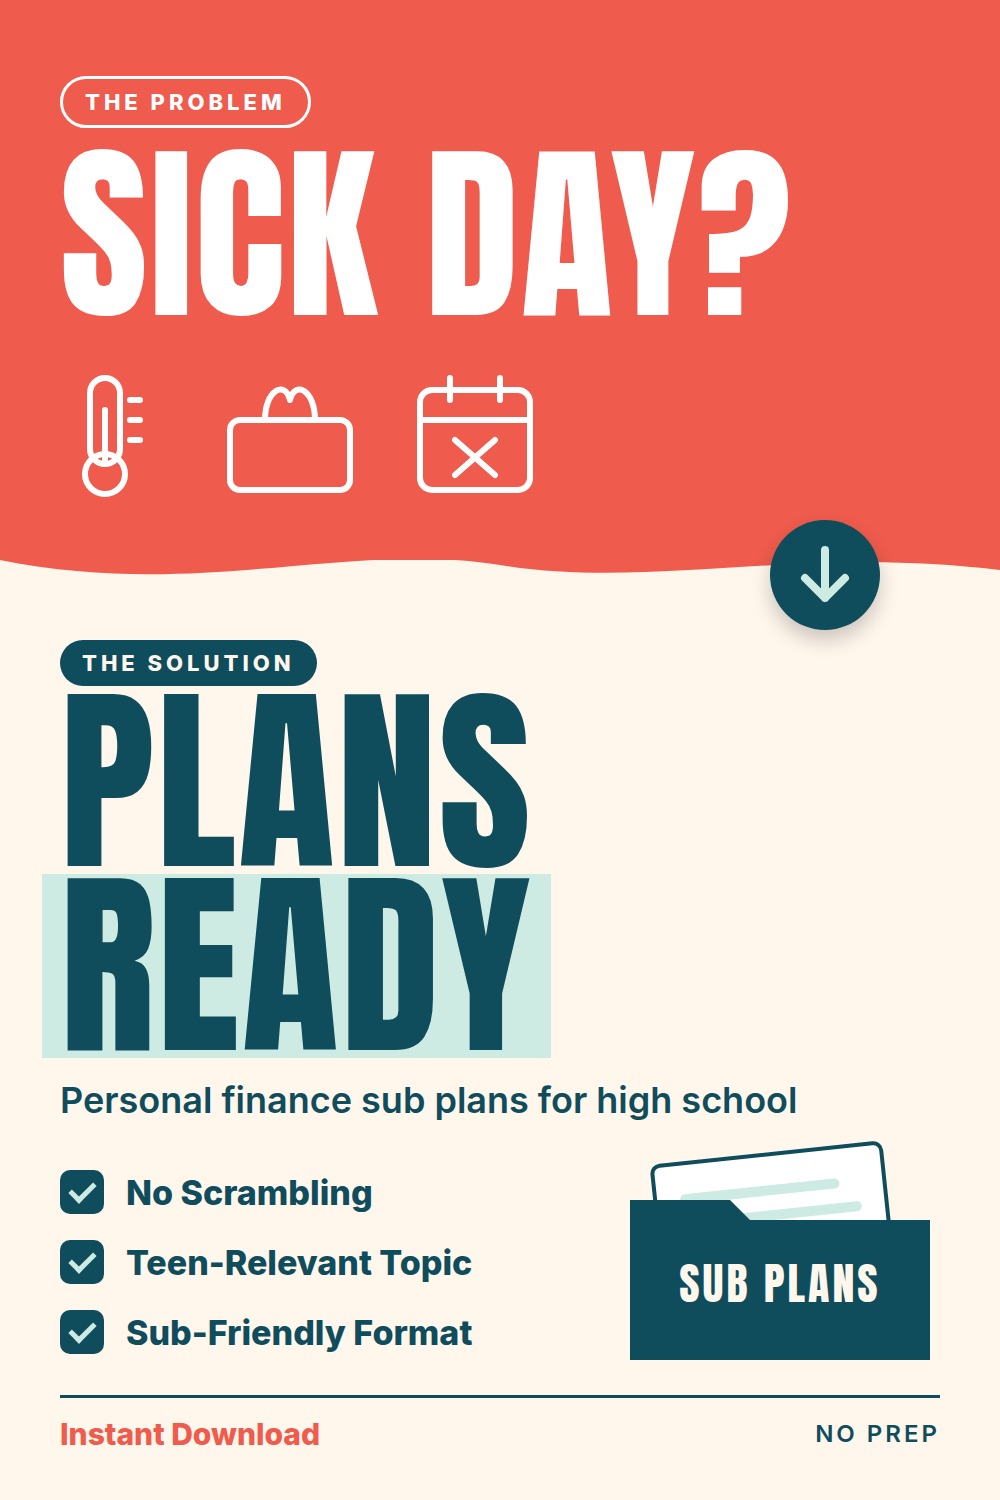 THE PROBLEM
SICK DAY?
THE SOLUTION
PLANS
READY
Personal finance sub plans for high school
No Scrambling
Teen-Relevant Topic
Sub-Friendly Format
SUB PLANS
Instant Download
NO PREP